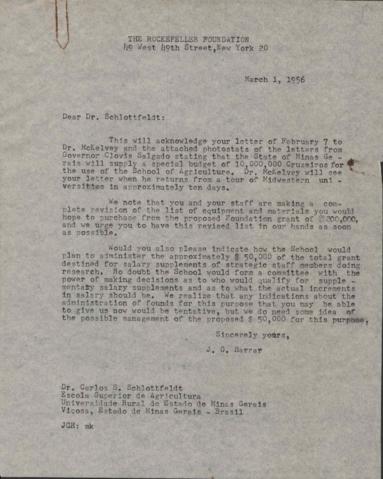 THE ROCKEFELLER FOUNDATION
49 West 49th Street,New York 20
March 1, 1956
Dear Dr. Schlottfeldt:
This will acknowledge your letter of February 7 to
Dr. McKelvey and the attached photostats of the letters from
Governor Clovis Salgado stating that the State of Minas Ge -
rais will supply a special budget of 10,000,000 Cruzeiros for
the use of the School of Agriculture. Dr. McKelvey will see
your letter when he returns from a tour of Midwestern uni -
versities in approximately ten days.
We note that you and your staff are making a com-
plete revision of the list of equipment and materials you would
hope to purchase from the proposed Foundation grant of
and we urge you to have this revised list in our hands as soon
as possible.
Would you also please indicate how the School would
plan to administer the approximately $ 50,000 of the total grant
destined for salary supplements of strategic staff members doing
research. No doubt the School would form a committee with the
power of making decisions as to who would qualify for supple -
mentary salary supplements and as to what the actual increments
in salary should be. We realize that any indications about the
administration of founds for this purpose that you may be able
to give us now would be tentative, but we do need some idea of
the possible management of the proposed $ 50,000 for this purpose.
Sincerely yours,
J. G. Harrar
Dr. Carlos S. Schlottfeldt
Escola Superior de Agricultura
Universidade Rural do Estado de Minas Gerais
Viçosa, Estado de Minas Gerais - Brasil
JGH: mk